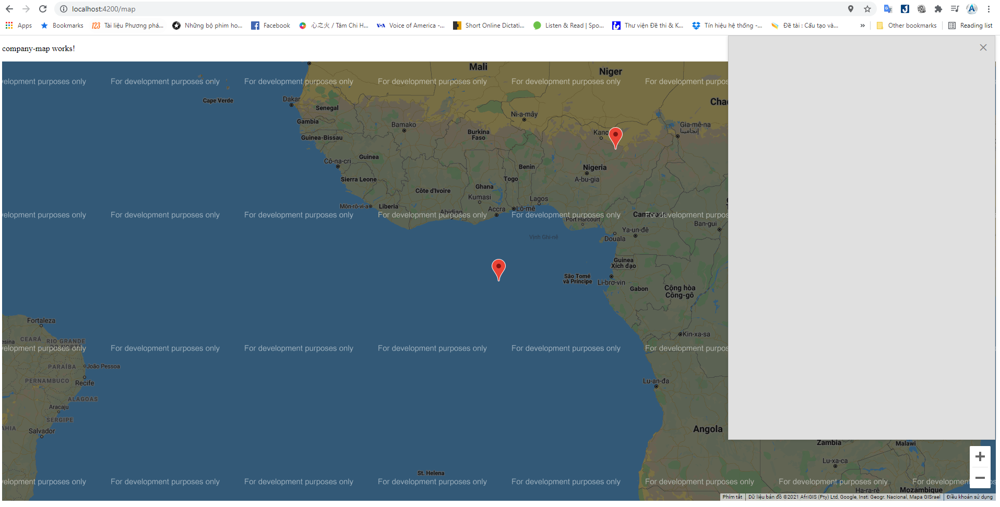 localhost:4200/map
Apps
Bookmarks
123 Tài liệu Phương phá...
Những bộ phim ho...
Facebook
心之火 / Tâm Chi H...
VOA Voice of America -...
Short Online Dictati...
Listen & Read | Spo...
Thư viện Đề thi & K...
Tín hiệu hệ thống -...
Đề tài : Cấu tạo và...
»
Other bookmarks
Reading list
company-map works!
Mali
Niger
velopment purposes only For development purposes only For development purposes only For development purposes only For development purposes only For development purpos
Cape Verde
Dakar
Chac
Senegal
Ni-a-mây
Gambia
Bamako
Gia-mê-na
إنجامينا
Burkina
Faso
Kano
Guinea-Bissau
Guinea
Cô-na-cri
Benin
Nigeria
A-bu-gia
Sierra Leone
Togo
Ghana
Côte d'Ivoire
Kumasi
Lagos
Môn-rô-vi-a
Liberia
Accra
Lô-mê
Abidjan
velopment purposes only For development purposes only For development purposes only For development purposes only For development purposes only For development purpos
Cameroon
Port Harcourt
Ban-gui
Ya-un-đê
Vịnh Ghi-nê
Douala
Guinea
Xích đạo
São Tomé
và Príncipe
Li-brơ-vin
Gabon
Cộng hòa
Công-gô
Fortaleza
Kin-xa-sa
esina
CEARÁ
RIO GRANDE
DO NORTE
velopment purposes only For development purposes only For development purposes only For development purposes only For development purposes only For development purpos
PARAÍBA
João Pessoa
PERNAMBUCO
Recife
Lu-an-đa
ALAGOAS
Aracaju
SERGIPE
AHIA
Salvador
Angola
Zambia
Malawi
Lu-xa-ca
St. Helena
velopment purposes only For development purposes only For development purposes only For development purposes only For development purposes only For development purposes only For development purposes only For development
Ha-ra-rê
Mozambique
Phím tắt
Dữ liệu bản đồ ©2021 AfriGIS (Pty) Ltd, Google, Inst. Geogr. Nacional, Mapa GISrael
Điều khoản sử dụng